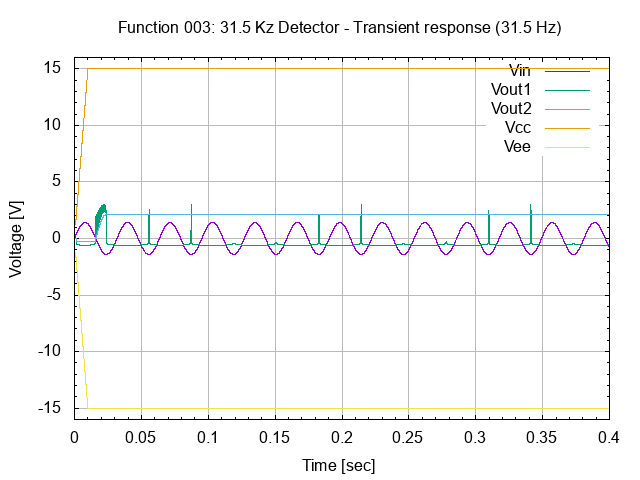 Function 003: 31.5 Kz Detector - Transient response (31.5 Hz)
Vin
Vout1
Vout2
Vcc
Vee
Voltage [V]
15
10
5
0
-5
-10
-15
0 0.05 0.1 0.15 0.2 0.25 0.3 0.35 0.4
Time [sec]